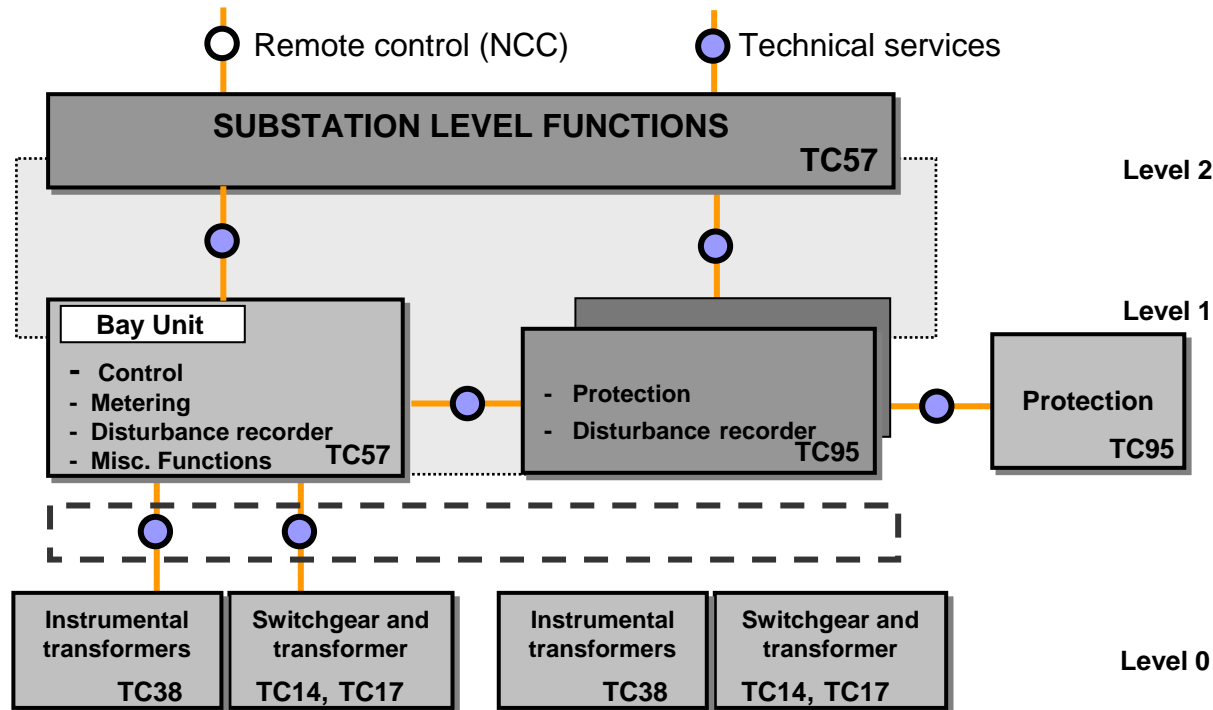 Remote control (NCC)
Technical services
SUBSTATION LEVEL FUNCTIONS
TC57
Level 2
Level 1
Bay Unit
- Control
- Metering
- Disturbance recorder
- Misc. Functions
TC57
- Protection
- Disturbance recorder
TC95
Protection
TC95
Instrumental
transformers
TC38
Switchgear and
transformer
TC14, TC17
Instrumental
transformers
TC38
Switchgear and
transformer
TC14, TC17
Level 0